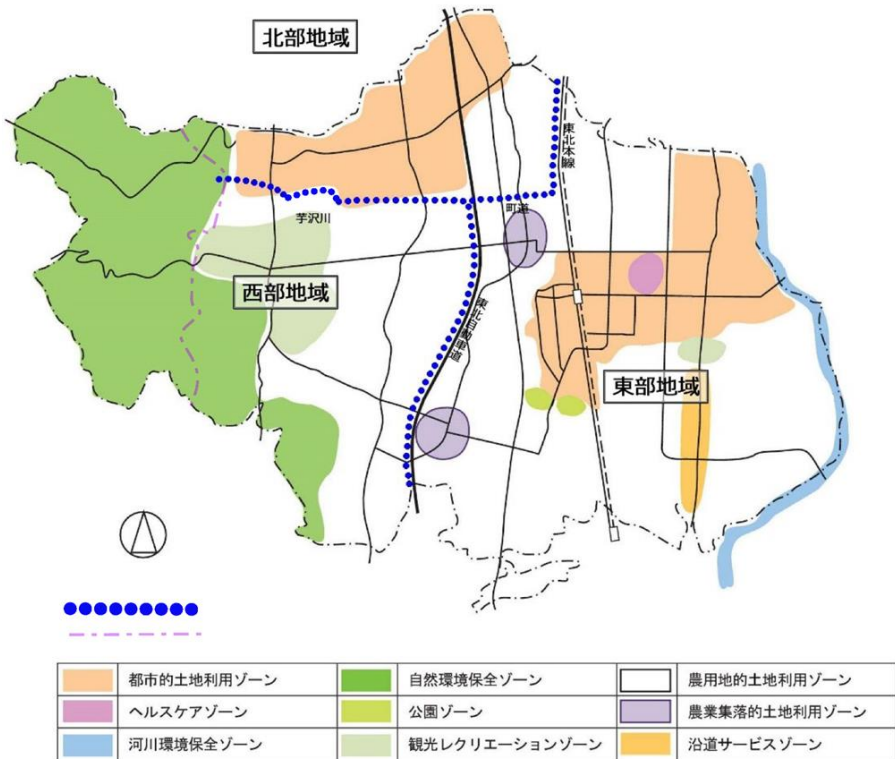 北部地域
東北本線
芋沢川
町道
西部地域
東北自動車道
東部地域
都市的土地利用ゾーン
自然環境保全ゾーン
農用地的土地利用ゾーン
ヘルスケアゾーン
公園ゾーン
農業集落的土地利用ゾーン
河川環境保全ゾーン
観光レクリエーションゾーン
沿道サービスゾーン